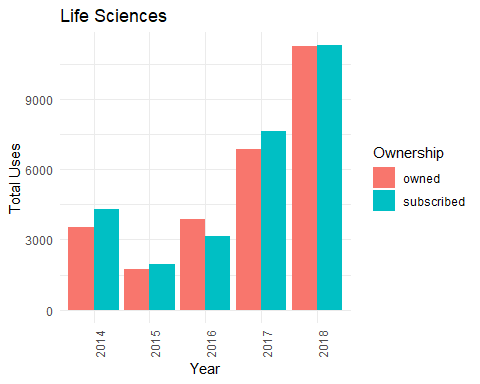 Life Sciences
Total Uses
9000
6000
3000
0
2014
2015
2016
2017
2018
Year
Ownership
owned
subscribed